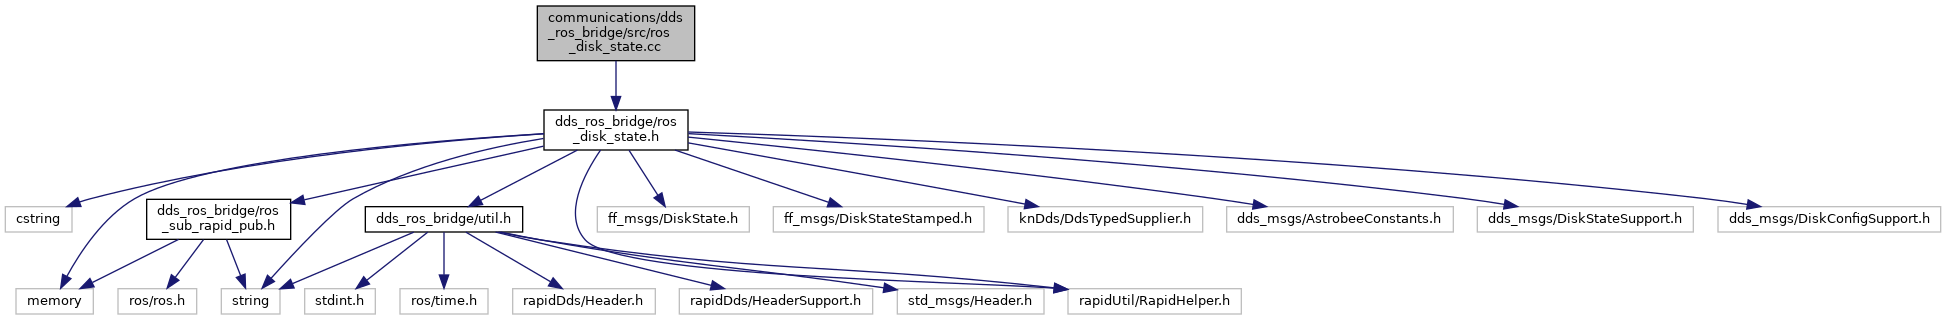 communications/dds
_ros_bridge/src/ros
_disk_state.cc
dds_ros_bridge/ros
_disk_state.h
cstring
dds_ros_bridge/ros
_sub_rapid_pub.h
dds_ros_bridge/util.h
ff_msgs/DiskState.h
ff_msgs/DiskStateStamped.h
knDds/DdsTypedSupplier.h
dds_msgs/AstrobeeConstants.h
dds_msgs/DiskStateSupport.h
dds_msgs/DiskConfigSupport.h
memory
ros/ros.h
string
stdint.h
ros/time.h
rapidDds/Header.h
rapidDds/HeaderSupport.h
std_msgs/Header.h
rapidUtil/RapidHelper.h